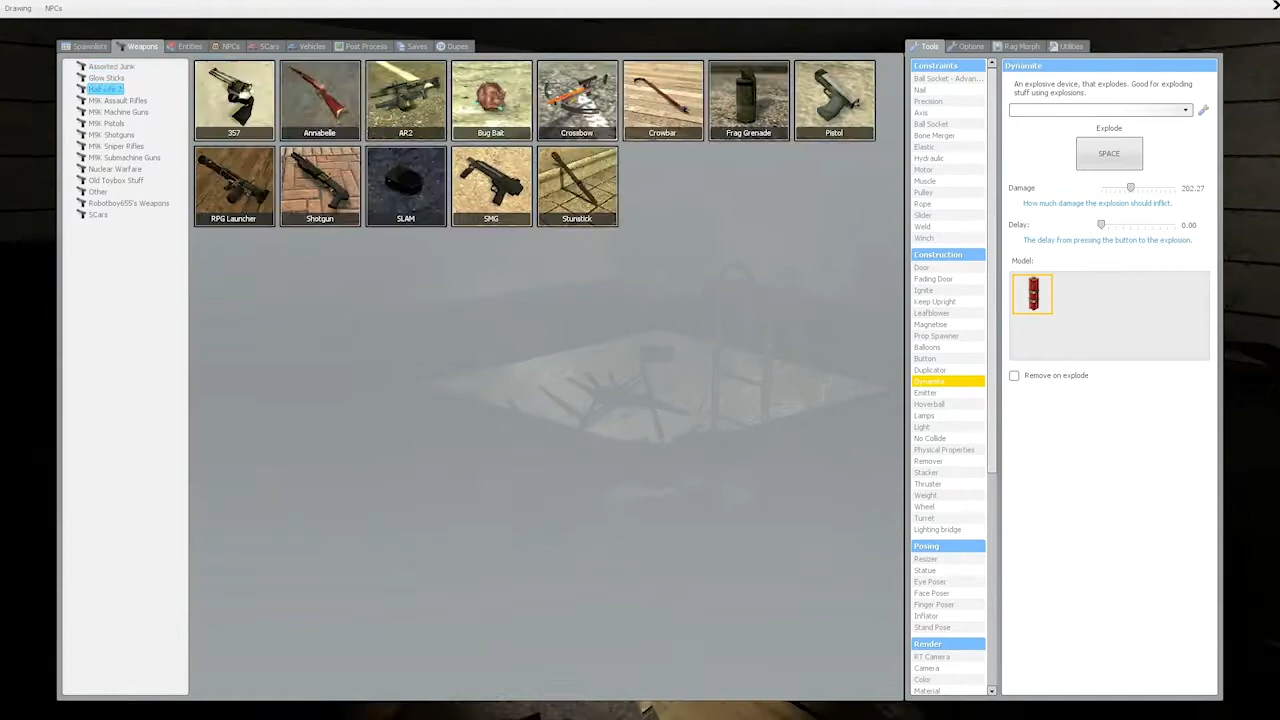 Drawing NPCs
Spawnlists Weapons Entities NPCs SCars Vehicles Post Process Saves Dupes
Assorted Junk
Glow Sticks
Half-Life 2
M9K Assault Rifles
M9K Machine Guns
M9K Pistols
M9K Shotguns
M9K Sniper Rifles
M9K Submachine Guns
Nuclear Warfare
Old Toybox Stuff
Other
Robotboy655's Weapons
SCars
357 Annabelle AR2 Bug Bait Crossbow Crowbar Frag Grenade Pistol
RPG Launcher Shotgun SLAM SMG Stunstick
Tools Options Rag Morph Utilities
Constraints
Ball Socket - Advan...
Nail
Precision
Axis
Ball Socket
Bone Merger
Elastic
Hydraulic
Motor
Muscle
Pulley
Rope
Slider
Weld
Winch
Construction
Door
Fading Door
Ignite
Keep Upright
Leafblower
Magnetise
Prop Spawner
Balloons
Button
Duplicator
Dynamite
Emitter
Hoverball
Lamps
Light
No Collide
Physical Properties
Remover
Stacker
Thruster
Weight
Wheel
Turret
Lighting bridge
Posing
Resizer
Statue
Eye Poser
Face Poser
Finger Poser
Inflator
Stand Pose
Render
RT Camera
Camera
Color
Material
Dynamite
An explosive device, that explodes. Good for exploding
stuff using explosions.
Explode
SPACE
Damage 202.27
How much damage the explosion should inflict.
Delay: 0.00
The delay from pressing the button to the explosion.
Model:
Remove on explode